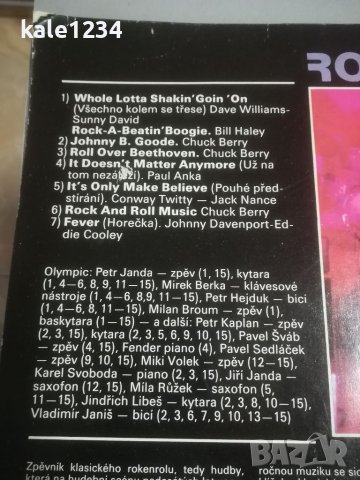 kale1234
RO
1) Whole Lotta Shakin'Goin 'On
(Všechno kolem se třese) Dave Williams-
Sunny David
Rock-A-Beatin'Boogie. Bill Haley
2) Johnny B. Goode. Chuck Berry
3) Roll Over Beethoven. Chuck Berry
4) It Doesn't Matter Anymore (Už na
tom nezáleží). Paul Anka
5) It's Only Make Believe (Pouhé před-
stírání). Conway Twitty — Jack Nance
6) Rock And Roll Music Chuck Berry
7) Fever (Horečka). Johnny Davenport-Ed-
die Cooley
Olympic: Petr Janda — zpěv (1, 15), kytara
(1, 4—6, 8, 9, 11—15), Mirek Berka — klávesové
nástroje (1, 4—6, 8,9, 11—15), Petr Hejduk — bicí
(1, 4—6, 8, 11—15), Milan Broum — zpěv (1),
baskytara (1—15) — a další: Petr Kaplan — zpěv
(2, 3, 15), kytara (2, 3, 5, 6, 9, 10, 15), Pavel Šváb
— zpěv (4, 15), Fender piano (4), Pavel Sedláček
— zpěv (9, 10, 15), Miki Volek — zpěv (12—15),
Karel Svoboda — piano (2, 3, 15), Jiří Janda —
saxofon (12, 15), Míla Růžek — saxofon (5,
11—15), Jindřich Libeš — kytara (2, 3, 8, 10—15),
Vladimír Janiš — bicí (2, 3, 6, 7, 9, 10, 13—15)
Zpěvník klasického rokenrolu, tedy hudby,
ročnou muziku se
BAZAR